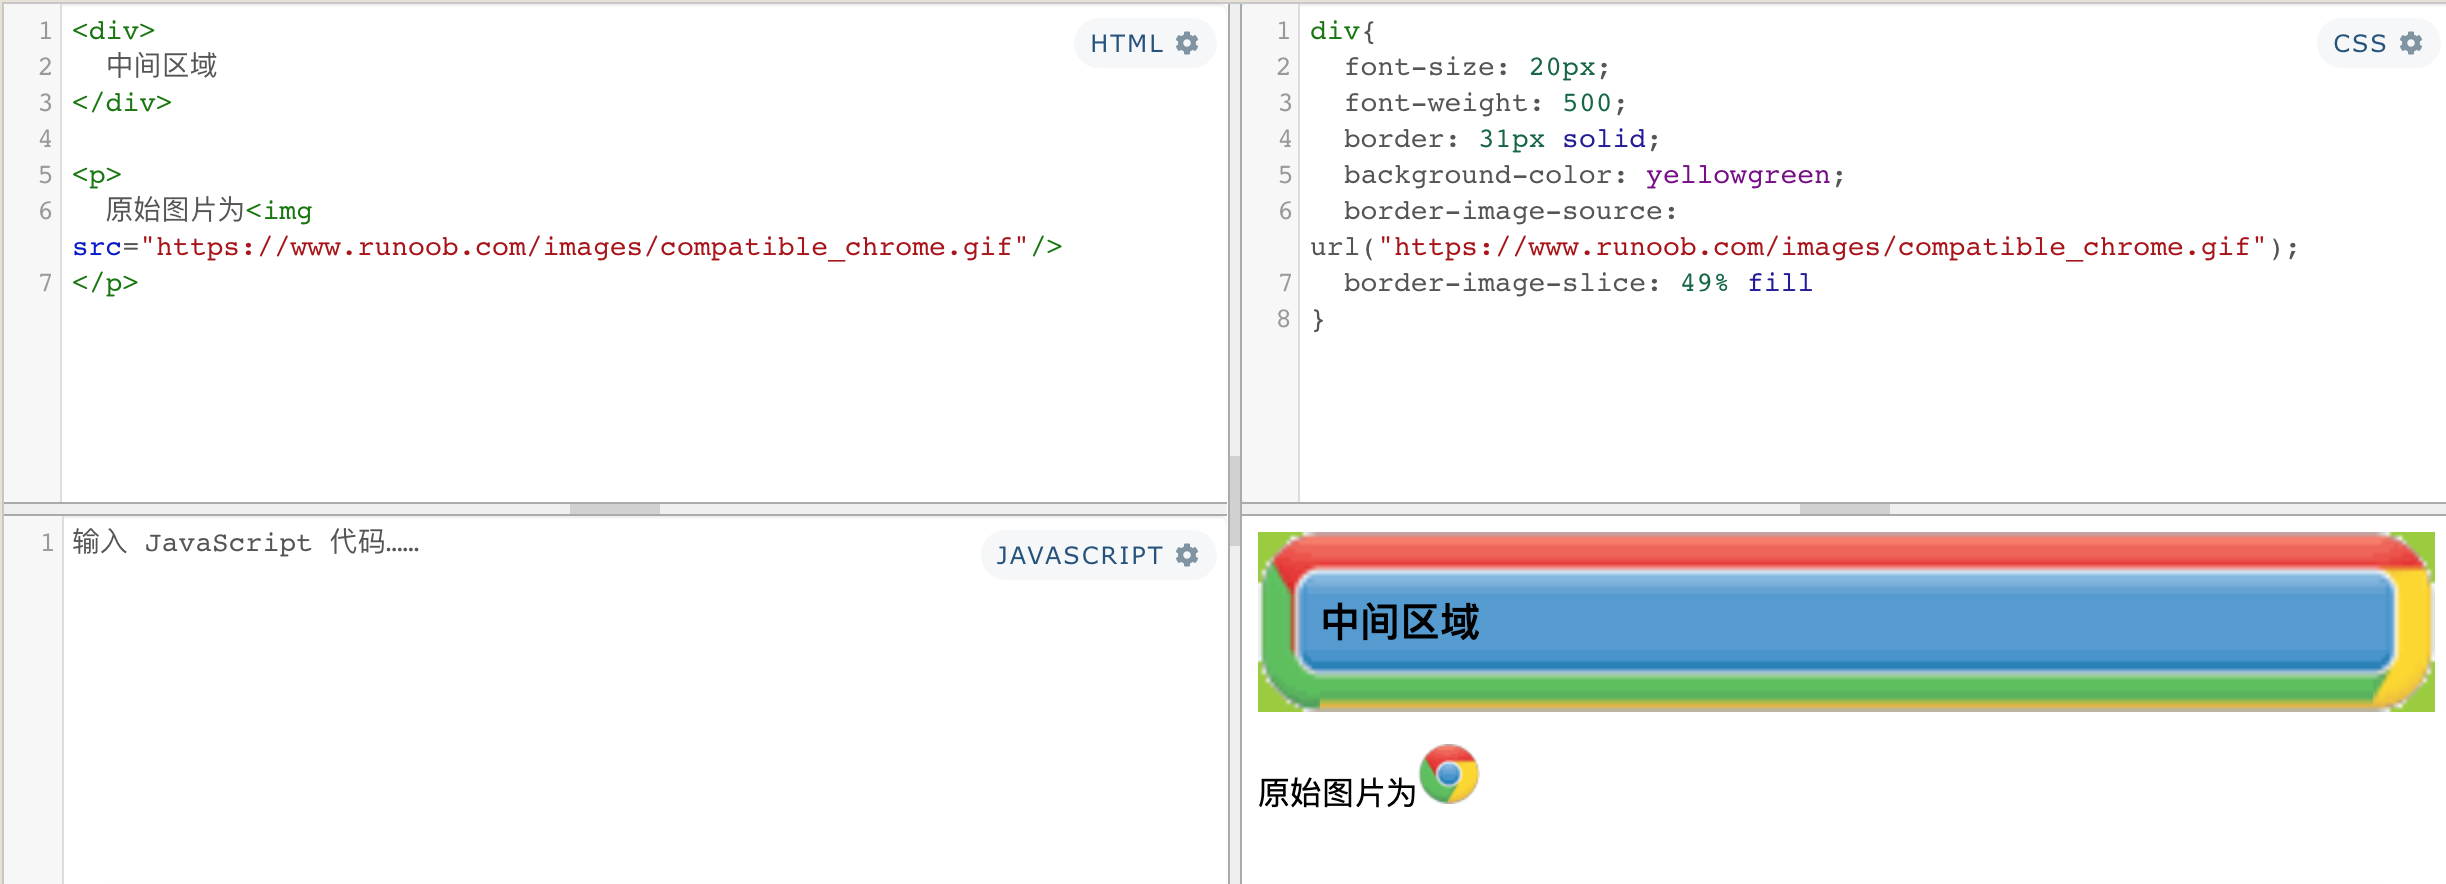 HTML
1 <div>
2   中间区域
3 </div>
4
5 <p>
6   原始图片为<img
src="https://www.runoob.com/images/compatible_chrome.gif"/>
7 </p>
CSS
1 div{
2   font-size: 20px;
3   font-weight: 500;
4   border: 31px solid;
5   background-color: yellowgreen;
6   border-image-source:
url("https://www.runoob.com/images/compatible_chrome.gif");
7   border-image-slice: 49% fill
8 }
JAVASCRIPT
1 输入 JavaScript 代码……
中间区域
原始图片为